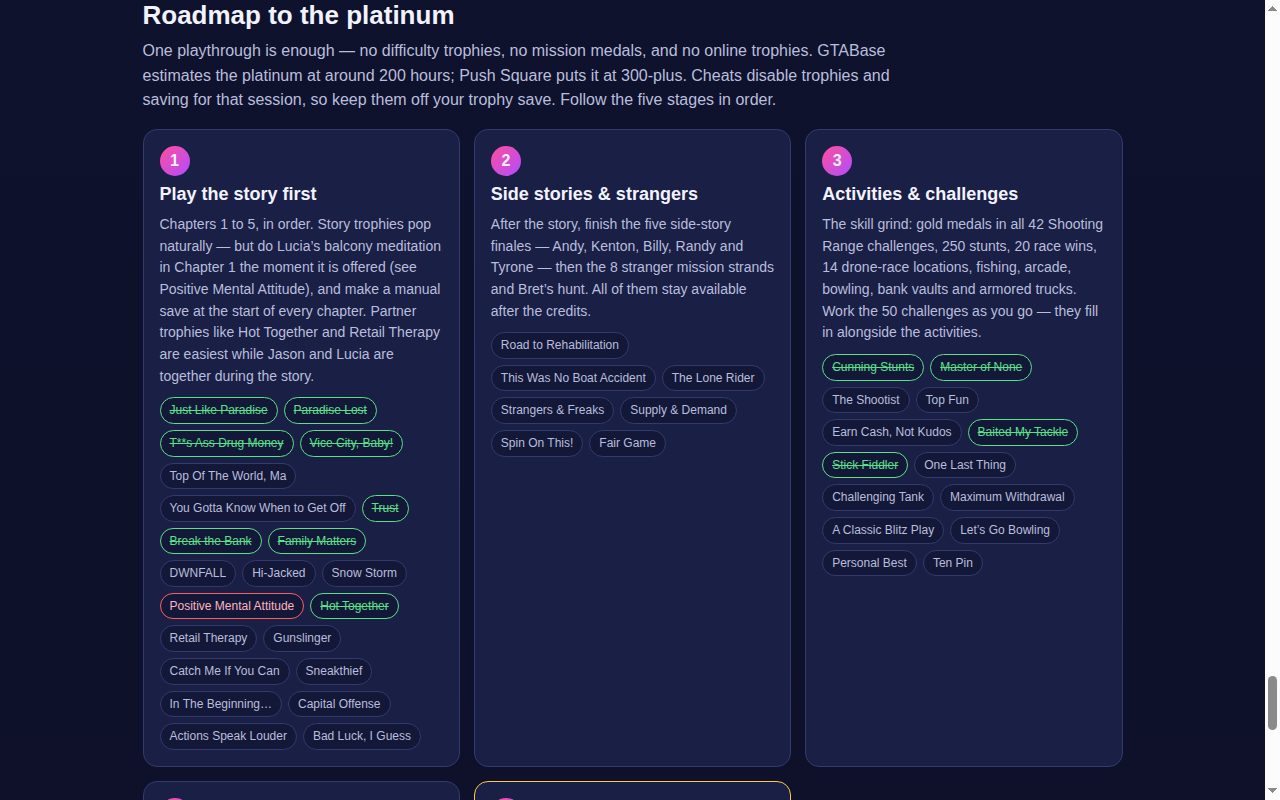 Roadmap to the platinum
One playthrough is enough — no difficulty trophies, no mission medals, and no online trophies. GTABase
estimates the platinum at around 200 hours; Push Square puts it at 300-plus. Cheats disable trophies and
saving for that session, so keep them off your trophy save. Follow the five stages in order.
1
Play the story first
Chapters 1 to 5, in order. Story trophies pop
naturally — but do Lucia’s balcony meditation
in Chapter 1 the moment it is offered (see
Positive Mental Attitude), and make a manual
save at the start of every chapter. Partner
trophies like Hot Together and Retail Therapy
are easiest while Jason and Lucia are
together during the story.
Just Like Paradise Paradise Lost
T**s Ass Drug Money Vice City, Baby!
Top Of The World, Ma
You Gotta Know When to Get Off Trust
Break the Bank Family Matters
DWNFALL Hi-Jacked Snow Storm
Positive Mental Attitude Hot Together
Retail Therapy Gunslinger
Catch Me If You Can Sneakthief
In The Beginning… Capital Offense
Actions Speak Louder Bad Luck, I Guess
2
Side stories & strangers
After the story, finish the five side-story
finales — Andy, Kenton, Billy, Randy and
Tyrone — then the 8 stranger mission strands
and Bret’s hunt. All of them stay available
after the credits.
Road to Rehabilitation
This Was No Boat Accident The Lone Rider
Strangers & Freaks Supply & Demand
Spin On This! Fair Game
3
Activities & challenges
The skill grind: gold medals in all 42 Shooting
Range challenges, 250 stunts, 20 race wins,
14 drone-race locations, fishing, arcade,
bowling, bank vaults and armored trucks.
Work the 50 challenges as you go — they fill
in alongside the activities.
Cunning Stunts Master of None
The Shootist Top Fun
Earn Cash, Not Kudos Baited My Tackle
Stick Fiddler One Last Thing
Challenging Tank Maximum Withdrawal
A Classic Blitz Play Let’s Go Bowling
Personal Best Ten Pin